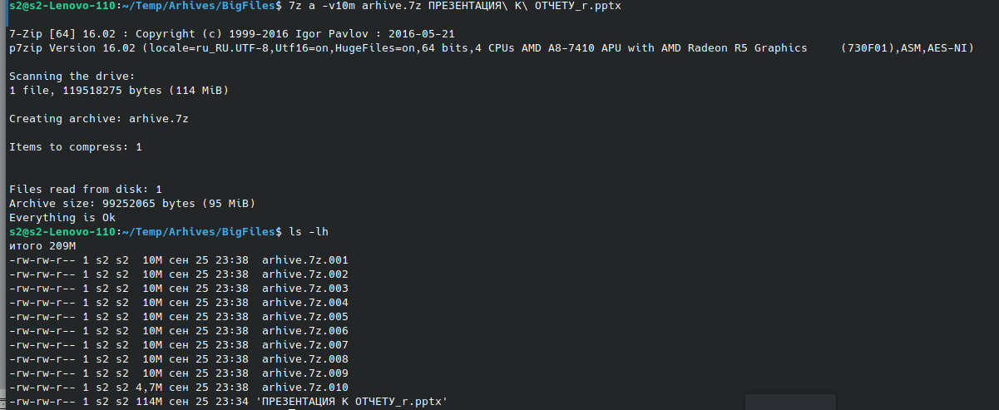 s2@s2-Lenovo-110:~/Temp/Arhives/BigFiles$ 7z a -v10m arhive.7z ПРЕЗЕНТАЦИЯ\ К\ ОТЧЕТУ_r.pptx
7-Zip [64] 16.02 : Copyright (c) 1999-2016 Igor Pavlov : 2016-05-21
p7zip Version 16.02 (locale=ru_RU.UTF-8,Utf16=on,HugeFiles=on,64 bits,4 CPUs AMD A8-7410 APU with AMD Radeon R5 Graphics     (730F01),ASM,AES-NI)
Scanning the drive:
1 file, 119518275 bytes (114 MiB)
Creating archive: arhive.7z
Items to compress: 1
Files read from disk: 1
Archive size: 99252065 bytes (95 MiB)
Everything is Ok
s2@s2-Lenovo-110:~/Temp/Arhives/BigFiles$ ls -lh
итого 209M
-rw-rw-r-- 1 s2 s2  10M сен 25 23:38  arhive.7z.001
-rw-rw-r-- 1 s2 s2  10M сен 25 23:38  arhive.7z.002
-rw-rw-r-- 1 s2 s2  10M сен 25 23:38  arhive.7z.003
-rw-rw-r-- 1 s2 s2  10M сен 25 23:38  arhive.7z.004
-rw-rw-r-- 1 s2 s2  10M сен 25 23:38  arhive.7z.005
-rw-rw-r-- 1 s2 s2  10M сен 25 23:38  arhive.7z.006
-rw-rw-r-- 1 s2 s2  10M сен 25 23:38  arhive.7z.007
-rw-rw-r-- 1 s2 s2  10M сен 25 23:38  arhive.7z.008
-rw-rw-r-- 1 s2 s2  10M сен 25 23:38  arhive.7z.009
-rw-rw-r-- 1 s2 s2 4,7M сен 25 23:38  arhive.7z.010
-rw-rw-r-- 1 s2 s2 114M сен 25 23:34 'ПРЕЗЕНТАЦИЯ К ОТЧЕТУ_r.pptx'